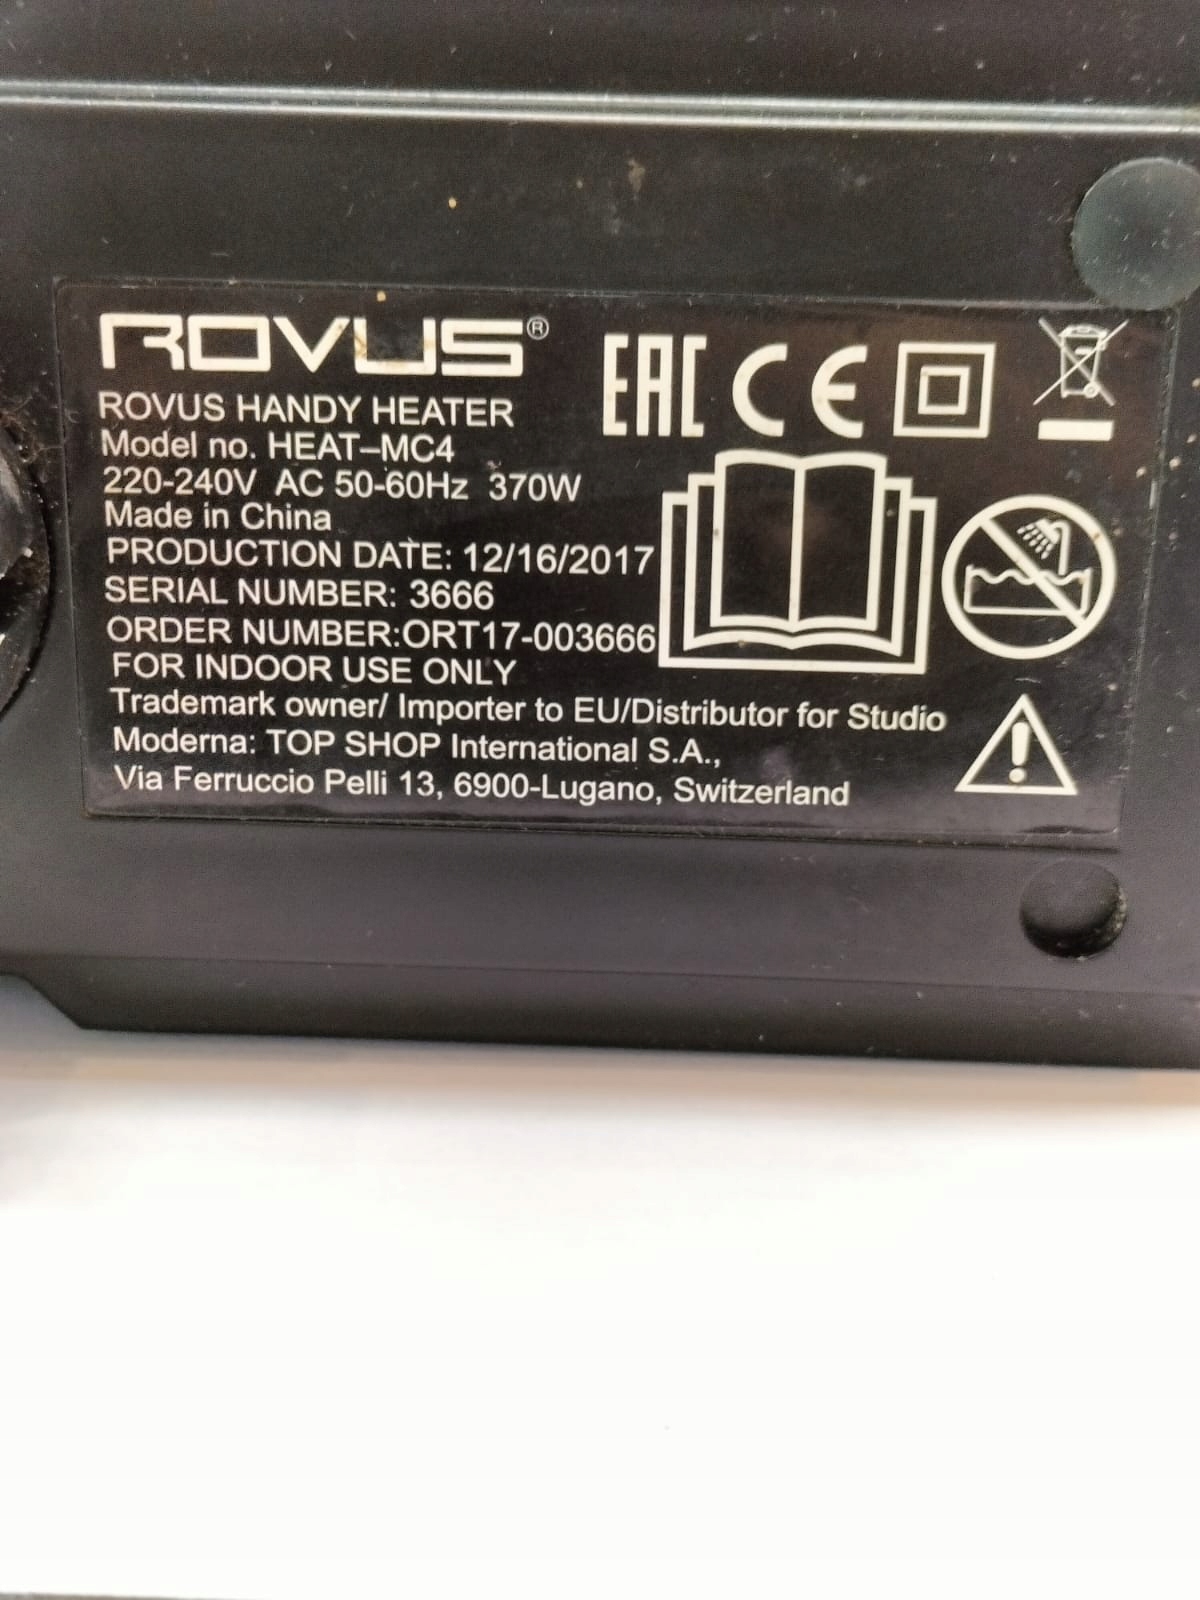 ROVUS®
EAC CE
ROVUS HANDY HEATER
Model no. HEAT-MC4
220-240V AC 50-60Hz 370W
Made in China
PRODUCTION DATE: 12/16/2017
SERIAL NUMBER: 3666
ORDER NUMBER:ORT17-003666
FOR INDOOR USE ONLY
Trademark owner/ Importer to EU/Distributor for Studio
Moderna: TOP SHOP International S.A.,
Via Ferruccio Pelli 13, 6900-Lugano, Switzerland